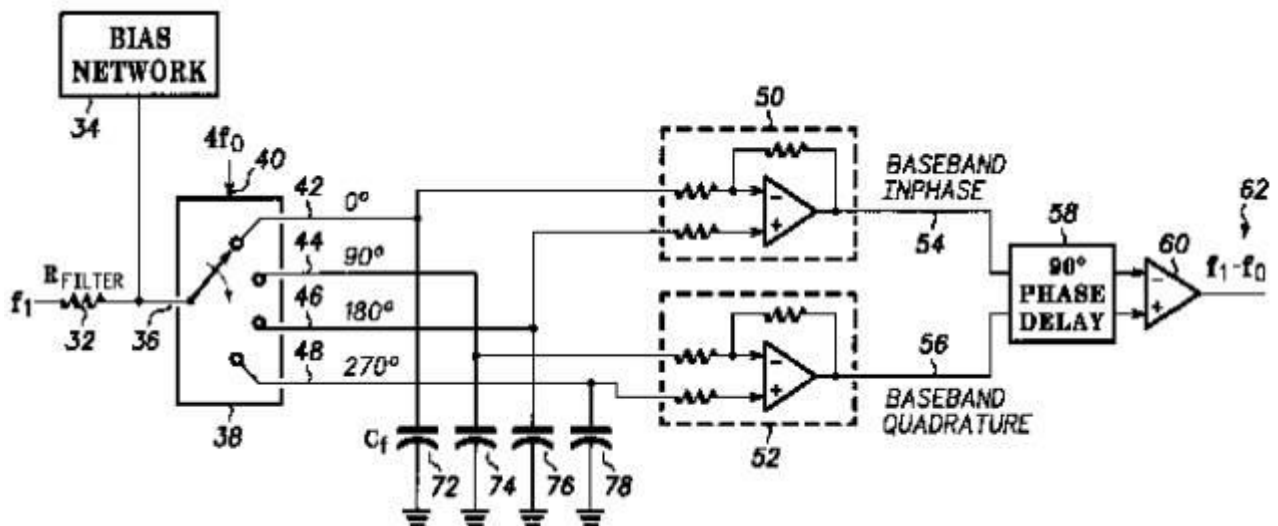 BIAS
NETWORK
34
4f0
40
42
0°
44
90°
46
180°
48
270°
RFILTER
f1
32
36
38
Cf
72
74
76
78
50
BASEBAND
INPHASE
54
52
BASEBAND
QUADRATURE
56
58
90°
PHASE
DELAY
60
62
f1-f0
-
+
-
+
-
+